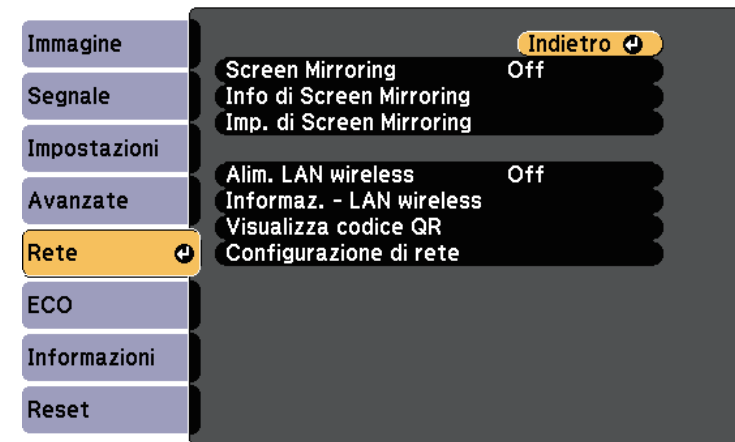 Immagine
Segnale
Impostazioni
Avanzate
Rete
ECO
Informazioni
Reset
Indietro
Screen Mirroring Off
Info di Screen Mirroring
Imp. di Screen Mirroring
Alim. LAN wireless Off
Informaz. - LAN wireless
Visualizza codice QR
Configurazione di rete